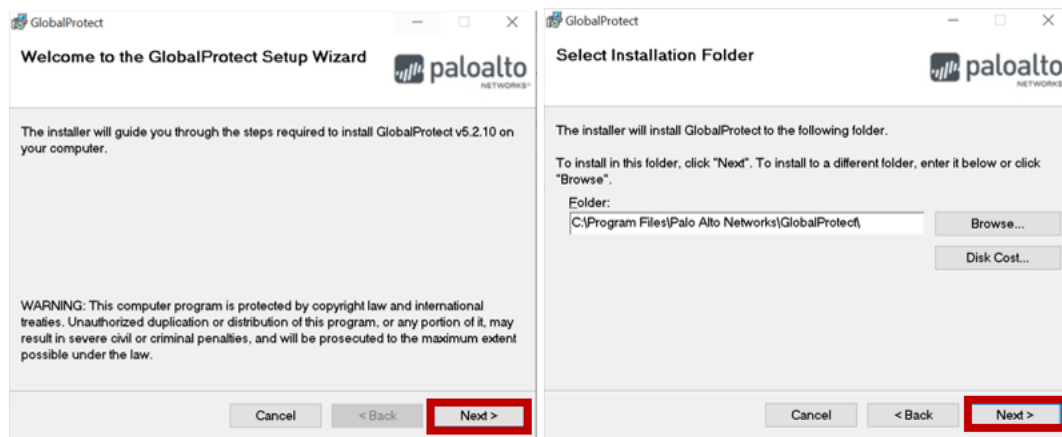 GlobalProtect
Welcome to the GlobalProtect Setup Wizard
paloalto
NETWORKS
The installer will guide you through the steps required to install GlobalProtect v5.2.10 on
your computer.
WARNING: This computer program is protected by copyright law and international
treaties. Unauthorized duplication or distribution of this program, or any portion of it, may
result in severe civil or criminal penalties, and will be prosecuted to the maximum extent
possible under the law.
Cancel
< Back
Next >
GlobalProtect
Select Installation Folder
paloalto
NETWORKS
The installer will install GlobalProtect to the following folder.
To install in this folder, click "Next". To install to a different folder, enter it below or click
"Browse".
Folder:
C:\Program Files\Palo Alto Networks\GlobalProtect\
Browse...
Disk Cost...
Cancel
< Back
Next >